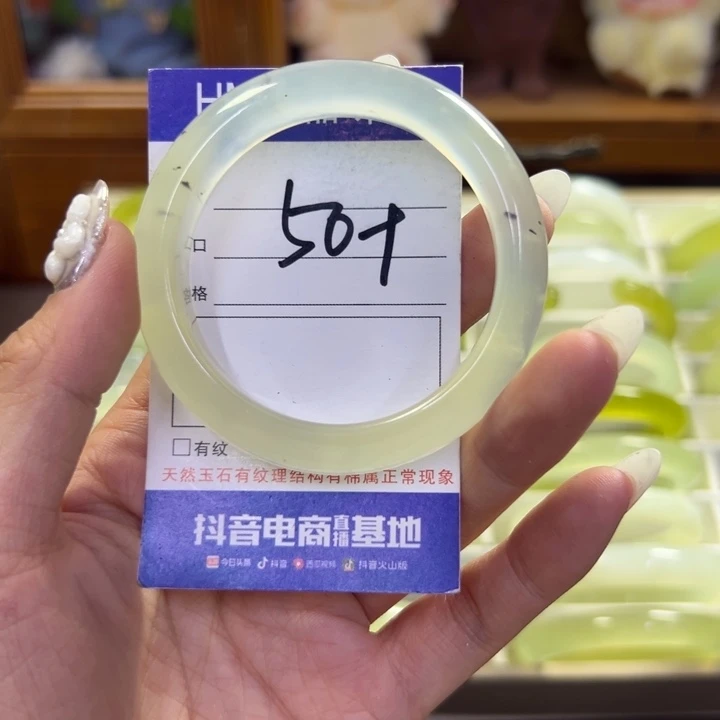 50+
口
格
□有纹
天然玉石有纹理结构有棉属正常现象
抖音电商直播基地
今日头条 抖音 西瓜视频 抖音火山版